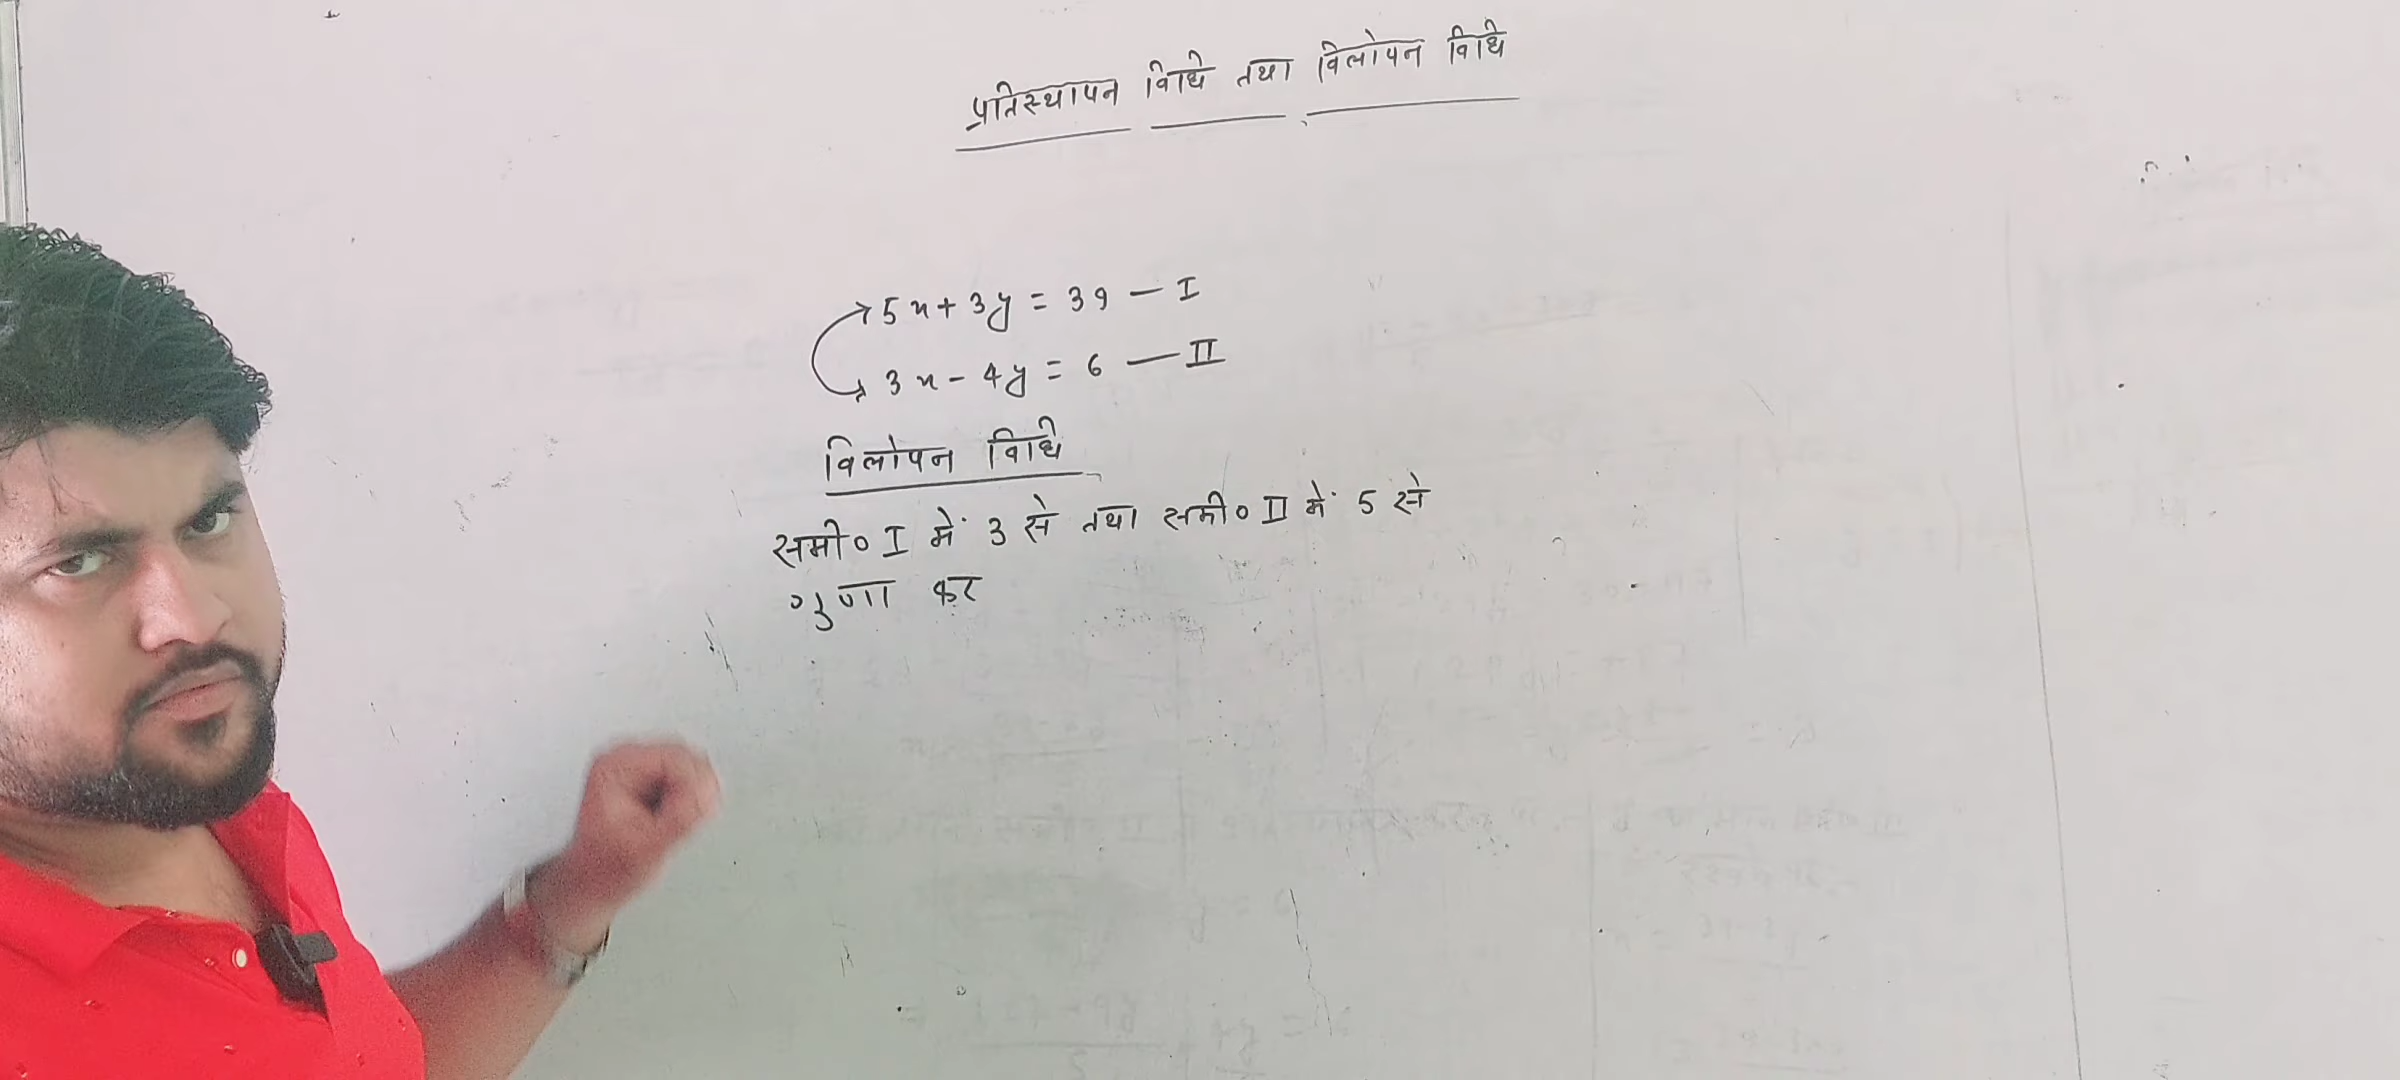 प्रतिस्थापन विधि तथा विलोपन विधि
5x + 3y = 39 — I
3x - 4y = 6 — II
विलोपन विधि
समी० I में 3 से तथा समी० II में 5 से
गुणा कर